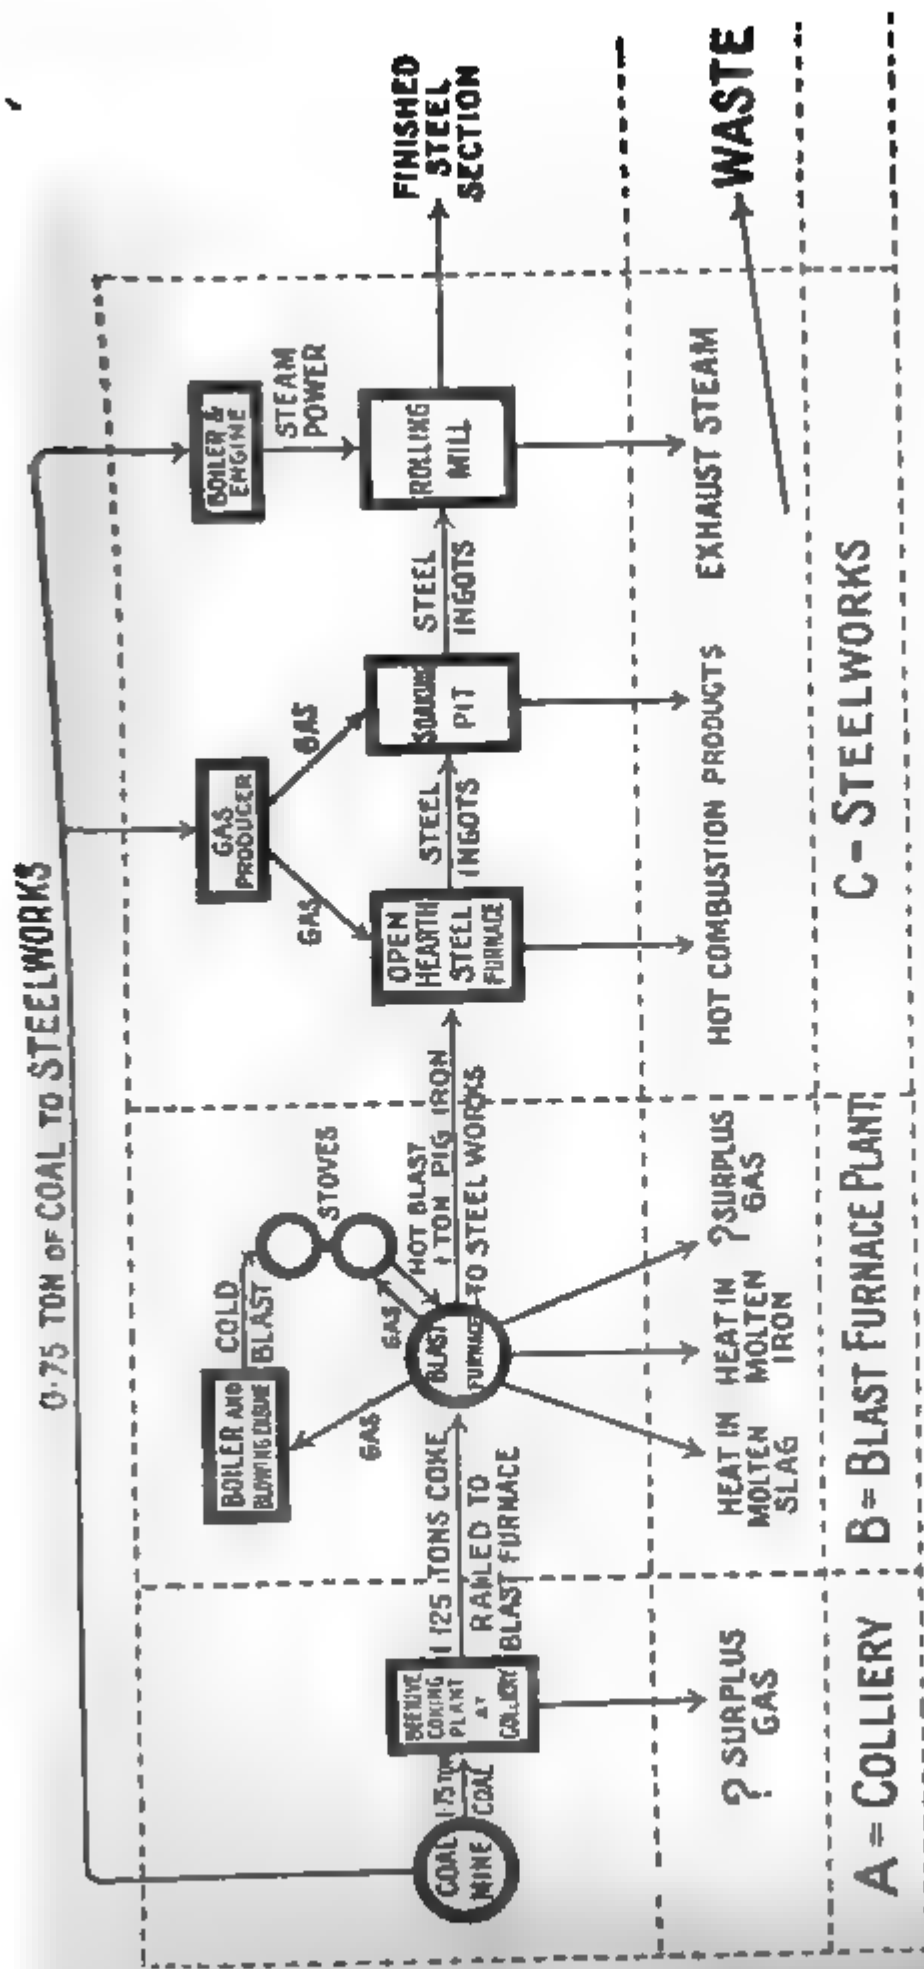 0·75 TON OF COAL TO STEELWORKS
COAL
MINE
1·75 TON
COAL
BEEHIVE
COKING
PLANT
AT
COLLIERY
1·125 TONS COKE
RAILED TO
BLAST FURNACE
BOILER AND
BLOWING ENGINE
COLD
BLAST
STOVES
GAS
GAS
HOT BLAST
BLAST
FURNACE
1 TON PIG IRON
TO STEEL WORKS
GAS
PRODUCER
GAS
GAS
OPEN
HEARTH
STEEL
FURNACE
STEEL
INGOTS
SOAKING
PIT
STEEL
INGOTS
BOILER &
ENGINE
STEAM
POWER
ROLLING
MILL
FINISHED
STEEL
SECTION
? SURPLUS
GAS
HEAT IN
MOLTEN
SLAG
HEAT IN
MOLTEN
IRON
? SURPLUS
GAS
HOT COMBUSTION PRODUCTS
EXHAUST STEAM
WASTE
A = COLLIERY
B = BLAST FURNACE PLANT
C - STEELWORKS